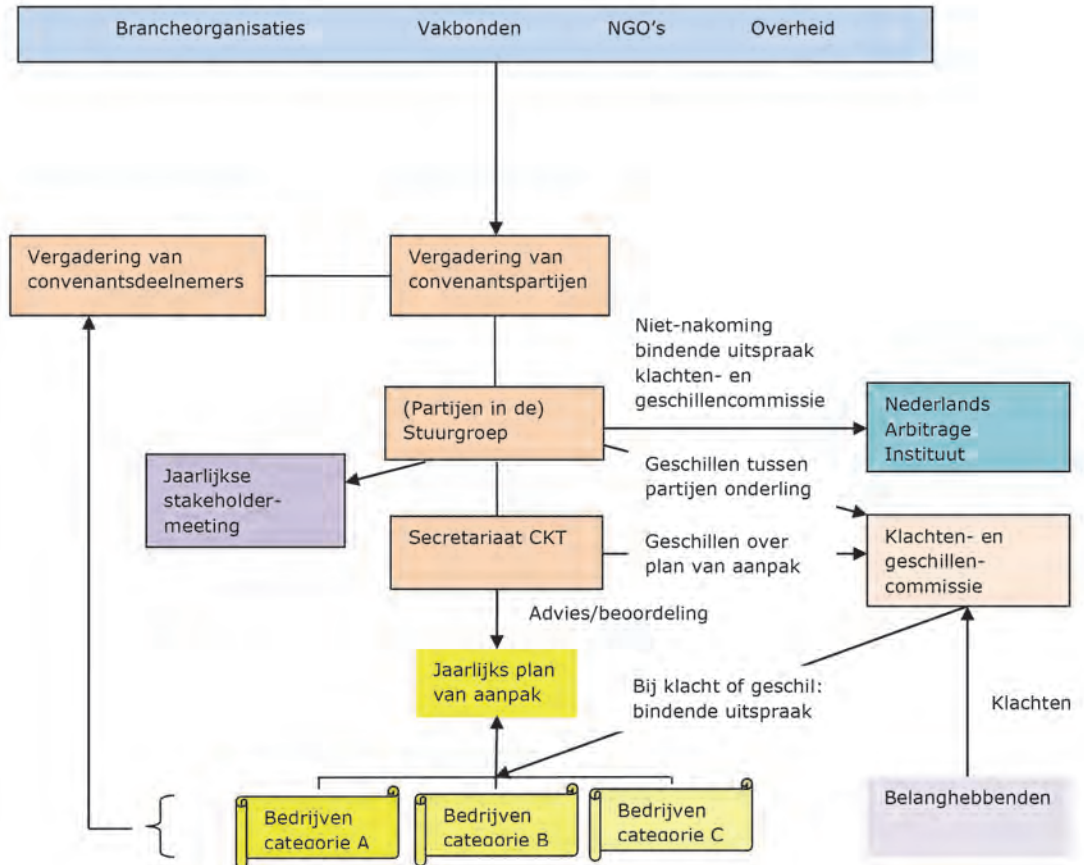 Brancheorganisaties Vakbonden NGO's Overheid
Vergadering van
convenantsdeelnemers
Vergadering van
convenantspartijen
Niet-nakoming
bindende uitspraak
klachten- en
geschillencommissie
(Partijen in de)
Stuurgroep
Nederlands
Arbitrage
Instituut
Jaarlijkse
stakeholder-
meeting
Geschillen tussen
partijen onderling
Secretariaat CKT
Geschillen over
plan van aanpak
Klachten- en
geschillen-
commissie
Advies/beoordeling
Jaarlijks plan
van aanpak
Bij klacht of geschil:
bindende uitspraak
Klachten
Belanghebbenden
Bedrijven
categorie A
Bedrijven
categorie B
Bedrijven
categorie C